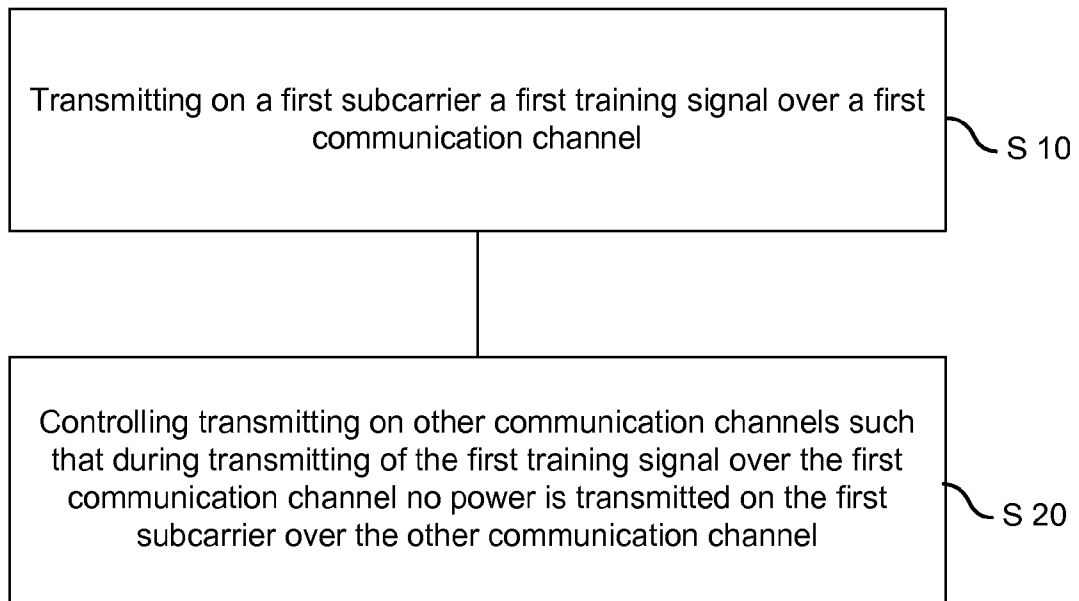 Transmitting on a first subcarrier a first training signal over a first
communication channel
S 10
Controlling transmitting on other communication channels such
that during transmitting of the first training signal over the first
communication channel no power is transmitted on the first
subcarrier over the other communication channel
S 20